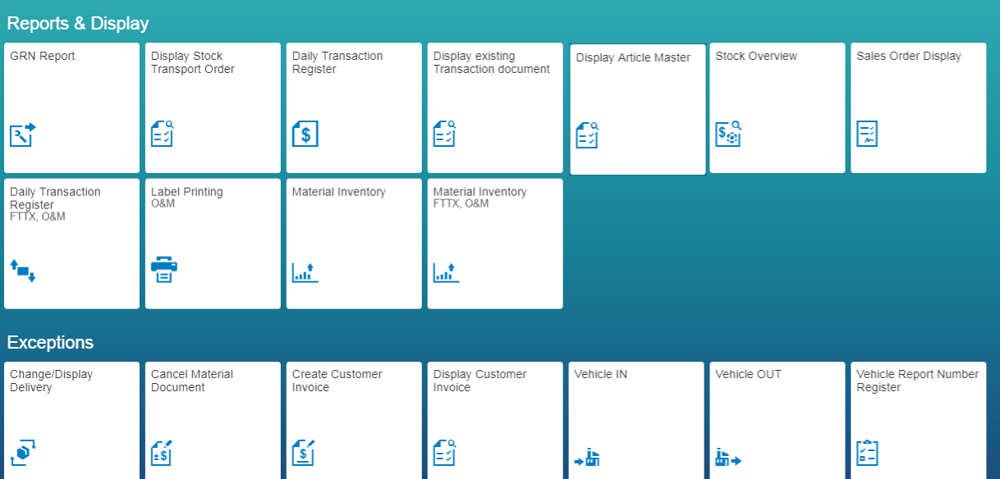 Reports & Display
GRN Report
Display Stock
Transport Order
Daily Transaction
Register
Display existing
Transaction document
Display Article Master
Stock Overview
Sales Order Display
Daily Transaction
Register
FTTX, O&M
Label Printing
O&M
Material Inventory
Material Inventory
FTTX, O&M
Exceptions
Change/Display
Delivery
Cancel Material
Document
Create Customer
Invoice
Display Customer
Invoice
Vehicle IN
Vehicle OUT
Vehicle Report Number
Register